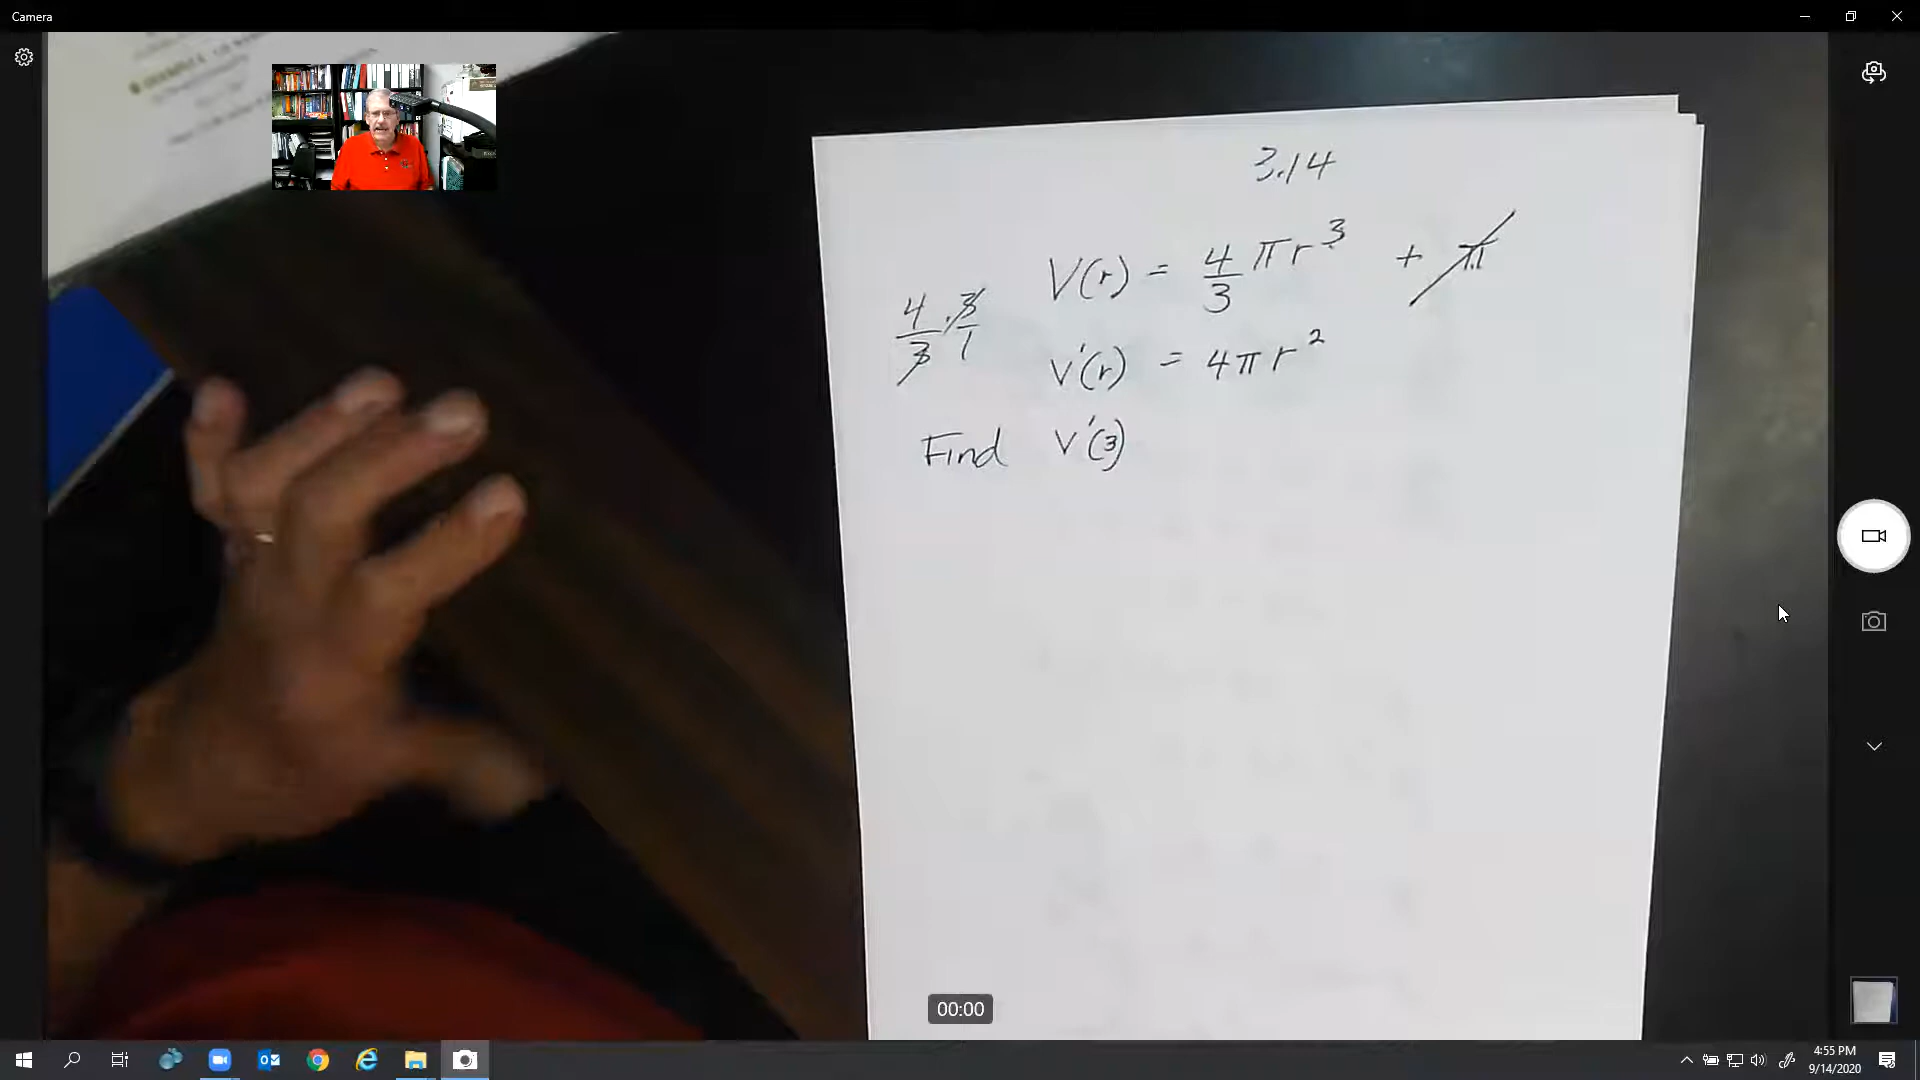 Camera
3.14
V(r) = 4/3 πr³ + π
4/3 · 3/1
V'(r) = 4πr²
Find V'(3)
00:00
4:55 PM
9/14/2020